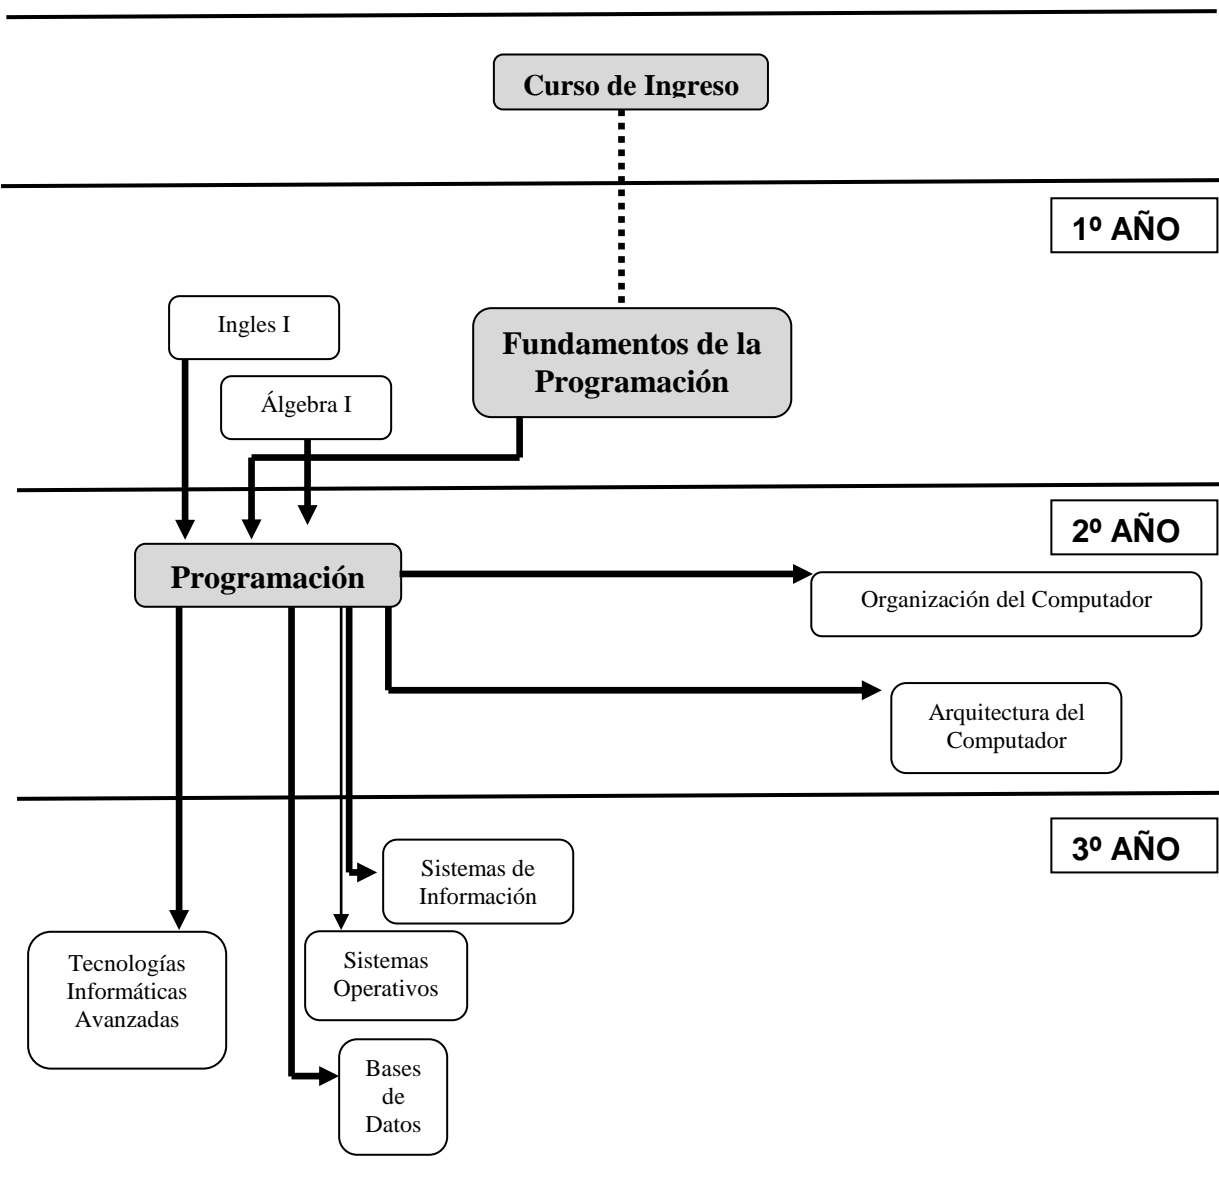 Curso de Ingreso
1º AÑO
Ingles I
Fundamentos de la
Programación
Álgebra I
2º AÑO
Programación
Organización del Computador
Arquitectura del
Computador
3º AÑO
Sistemas de
Información
Tecnologías
Informáticas
Avanzadas
Sistemas
Operativos
Bases
de
Datos